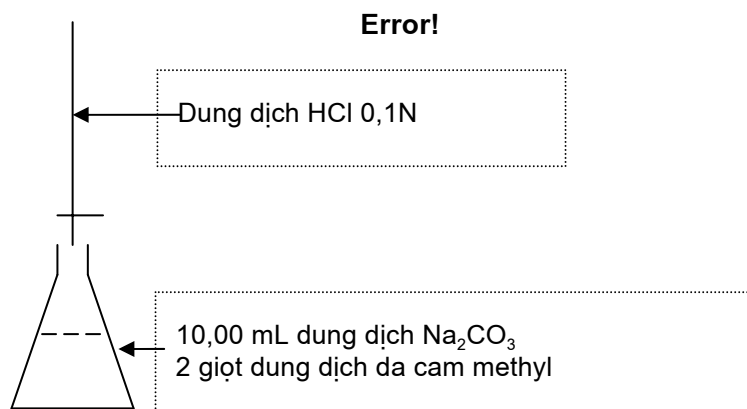 Error!
Dung dịch HCl 0,1N
10,00 mL dung dịch Na₂CO₃
2 giọt dung dịch da cam methyl